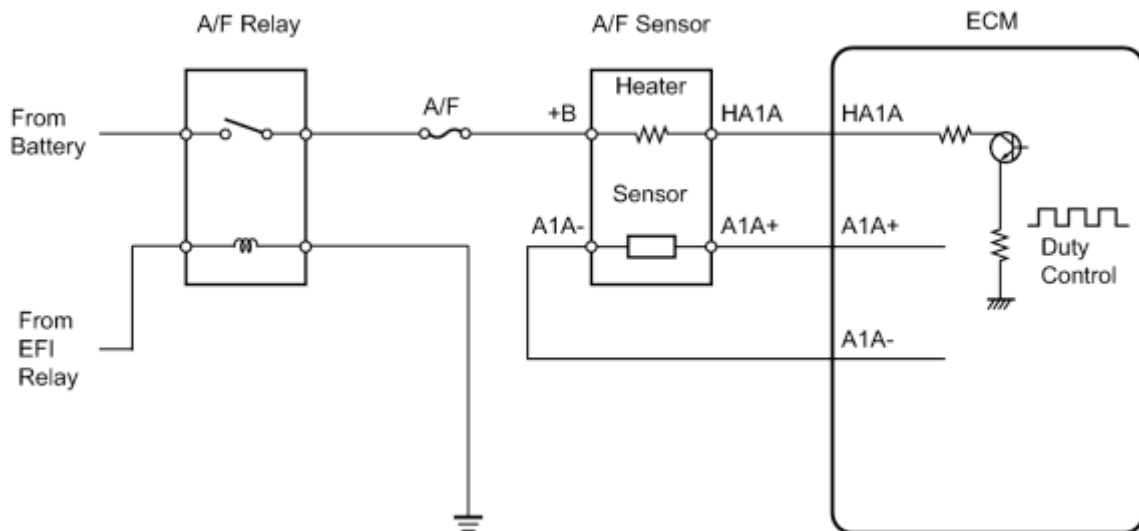 A/F Relay
A/F Sensor
ECM
From
Battery
A/F
+B
Heater
HA1A
HA1A
Sensor
A1A-
A1A+
A1A+
Duty
Control
From
EFI
Relay
A1A-